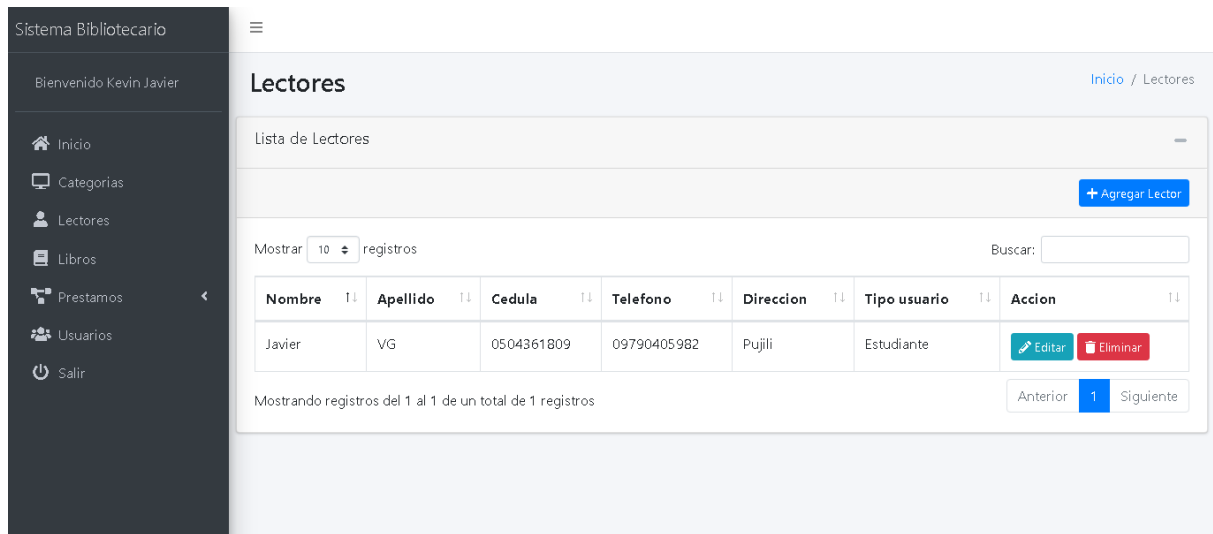 Sistema Bibliotecario
Bienvenido Kevin Javier
Inicio
Categorias
Lectores
Libros
Prestamos
Usuarios
Salir
Lectores
Inicio / Lectores
Lista de Lectores
Agregar Lector
Mostrar 10 registros
Buscar:
Nombre Apellido Cedula Telefono Direccion Tipo usuario Accion
Javier VG 0504361809 09790405982 Pujili Estudiante Editar Eliminar
Mostrando registros del 1 al 1 de un total de 1 registros
Anterior 1 Siguiente